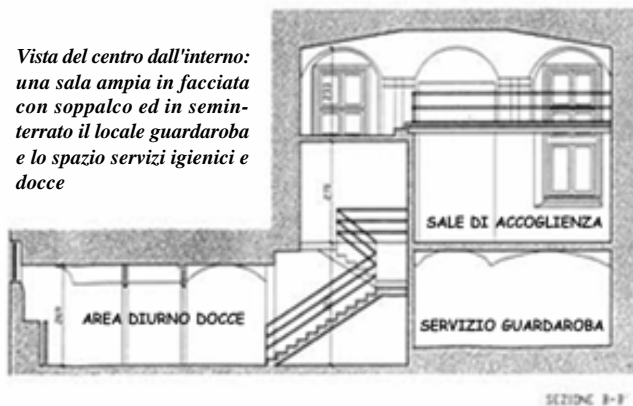 Vista del centro dall'interno:
una sala ampia in facciata
con soppalco ed in semin-
terrato il locale guardaroba
e lo spazio servizi igienici e
docce
SALE DI ACCOGLIENZA
AREA DIURNO DOCCE
SERVIZIO GUARDAROBA
SEZIONE B-B'